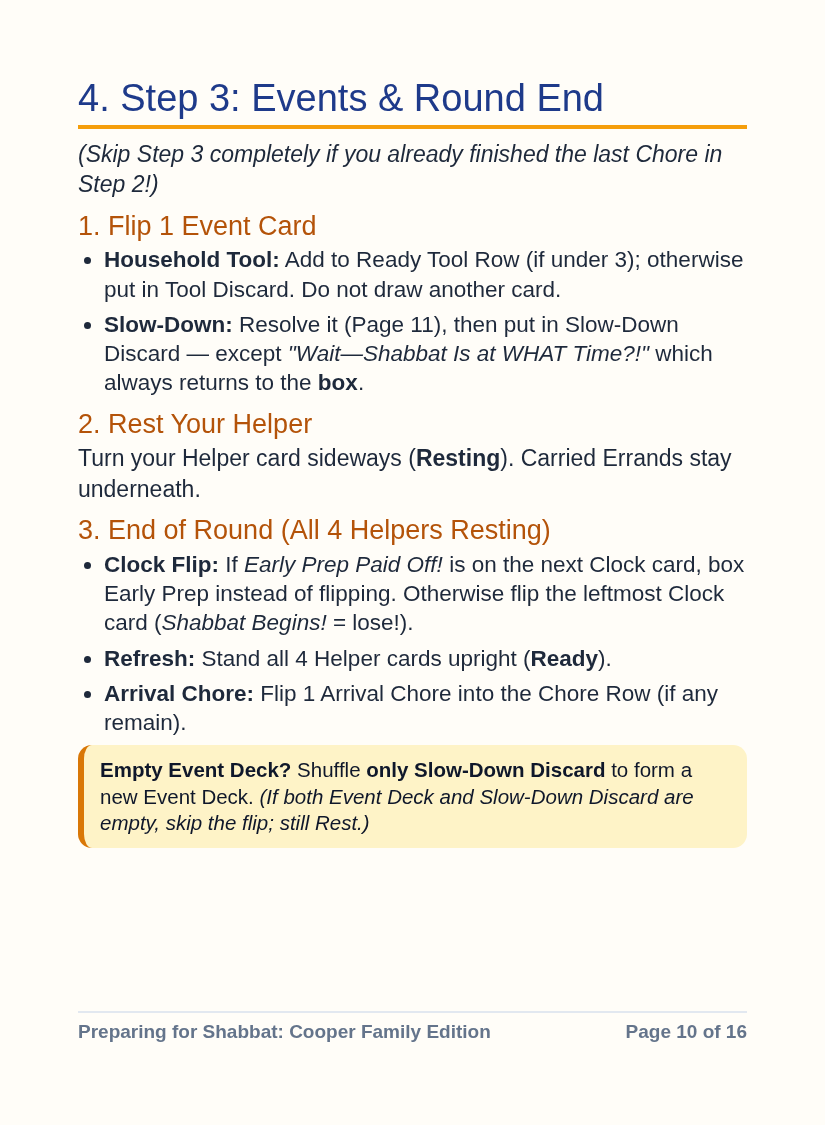 4. Step 3: Events & Round End
(Skip Step 3 completely if you already finished the last Chore in
Step 2!)
1. Flip 1 Event Card
• Household Tool: Add to Ready Tool Row (if under 3); otherwise
put in Tool Discard. Do not draw another card.
• Slow-Down: Resolve it (Page 11), then put in Slow-Down
Discard — except "Wait—Shabbat Is at WHAT Time?!" which
always returns to the box.
2. Rest Your Helper
Turn your Helper card sideways (Resting). Carried Errands stay
underneath.
3. End of Round (All 4 Helpers Resting)
• Clock Flip: If Early Prep Paid Off! is on the next Clock card, box
Early Prep instead of flipping. Otherwise flip the leftmost Clock
card (Shabbat Begins! = lose!).
• Refresh: Stand all 4 Helper cards upright (Ready).
• Arrival Chore: Flip 1 Arrival Chore into the Chore Row (if any
remain).
Empty Event Deck? Shuffle only Slow-Down Discard to form a
new Event Deck. (If both Event Deck and Slow-Down Discard are
empty, skip the flip; still Rest.)
Preparing for Shabbat: Cooper Family Edition
Page 10 of 16